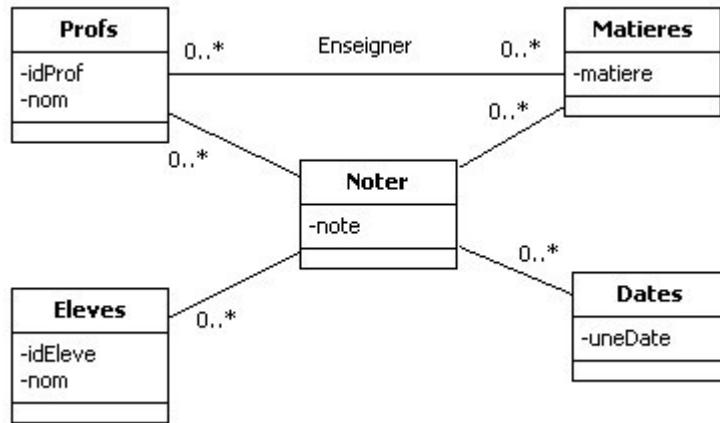 Profs
-idProf
-nom
0..*
Enseigner
0..*
Matieres
-matiere
0..*
0..*
Noter
-note
0..*
0..*
Eleves
-idEleve
-nom
Dates
-uneDate